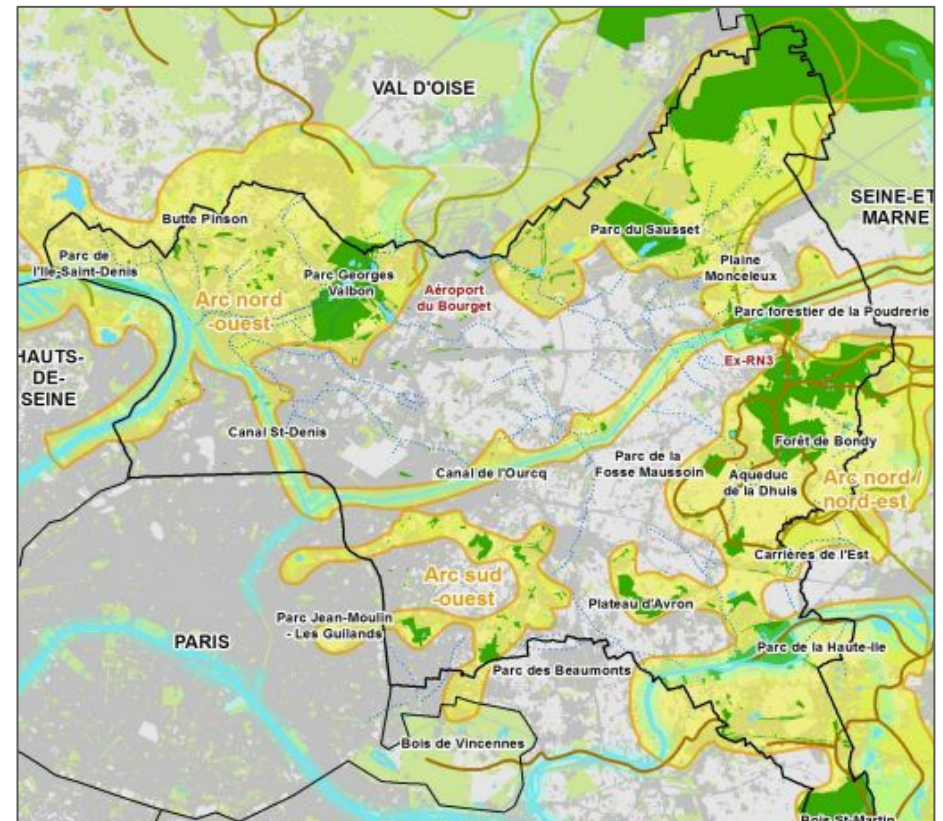 VAL D'OISE
SEINE-ET
MARNE
Butte Pinson
Parc du Sausset
Parc de
l'Ile-Saint-Denis
Parc Georges
Valbon
Plaine
Monceleux
Arc nord
-ouest
Aéroport
du Bourget
Parc forestier de la Poudrerie
HAUTS-
DE-
SEINE
Ex-RN3
Canal St-Denis
Forêt de Bondy
Canal de l'Ourcq
Parc de la
Fosse Maussoin
Aqueduc
de la Dhuis
Arc nord /
nord-est
Carrières de l'Est
Arc sud
-ouest
Plateau d'Avron
Parc Jean-Moulin
- Les Guilands
PARIS
Parc de la Haute-Ile
Parc des Beaumonts
Bois de Vincennes
Bois St-Martin